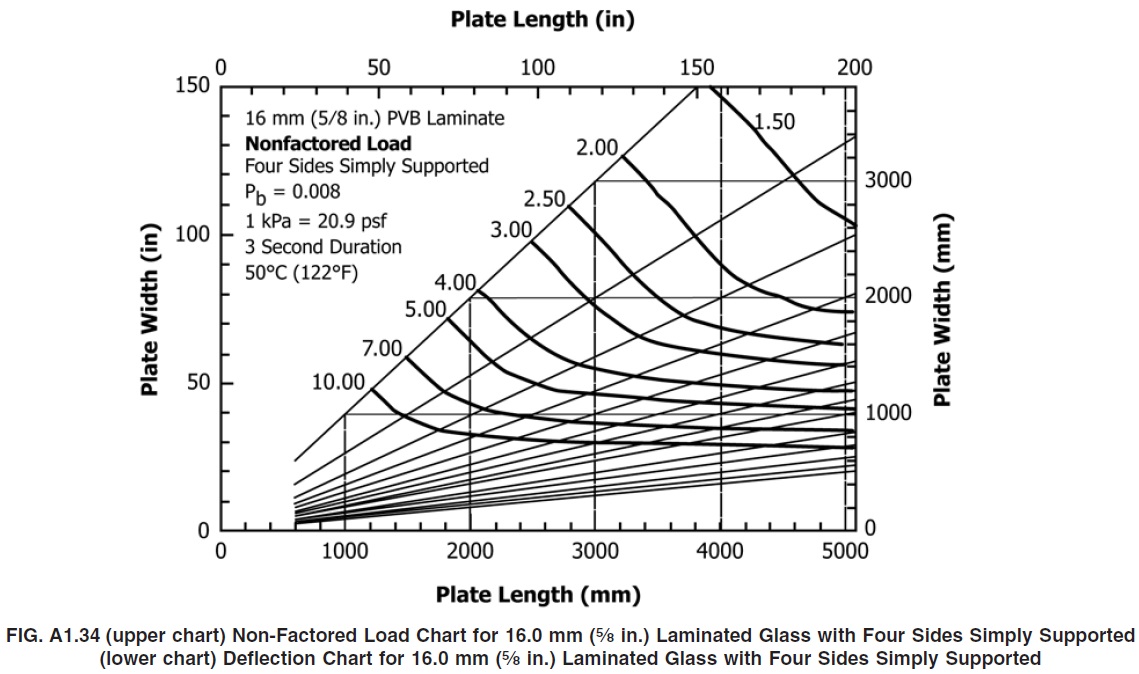 Plate Length (in)
0 50 100 150 200
150
16 mm (5/8 in.) PVB Laminate
Nonfactored Load
Four Sides Simply Supported
Pb = 0.008
1 kPa = 20.9 psf
3 Second Duration
50°C (122°F)
1.50
2.00
2.50
3.00
4.00
5.00
7.00
10.00
100
50
0
Plate Width (in)
3000
2000
1000
0
Plate Width (mm)
0 1000 2000 3000 4000 5000
Plate Length (mm)
FIG. A1.34 (upper chart) Non-Factored Load Chart for 16.0 mm (5⁄8 in.) Laminated Glass with Four Sides Simply Supported
(lower chart) Deflection Chart for 16.0 mm (5⁄8 in.) Laminated Glass with Four Sides Simply Supported